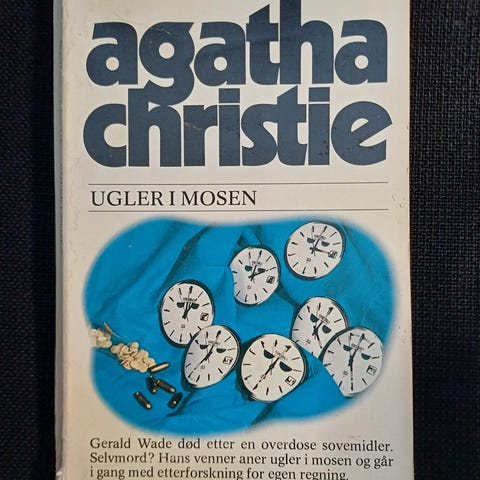 agatha
christie
UGLER I MOSEN
Gerald Wade død etter en overdose sovemidler.
Selvmord? Hans venner aner ugler i mosen og går
i gang med etterforskning for egen regning.